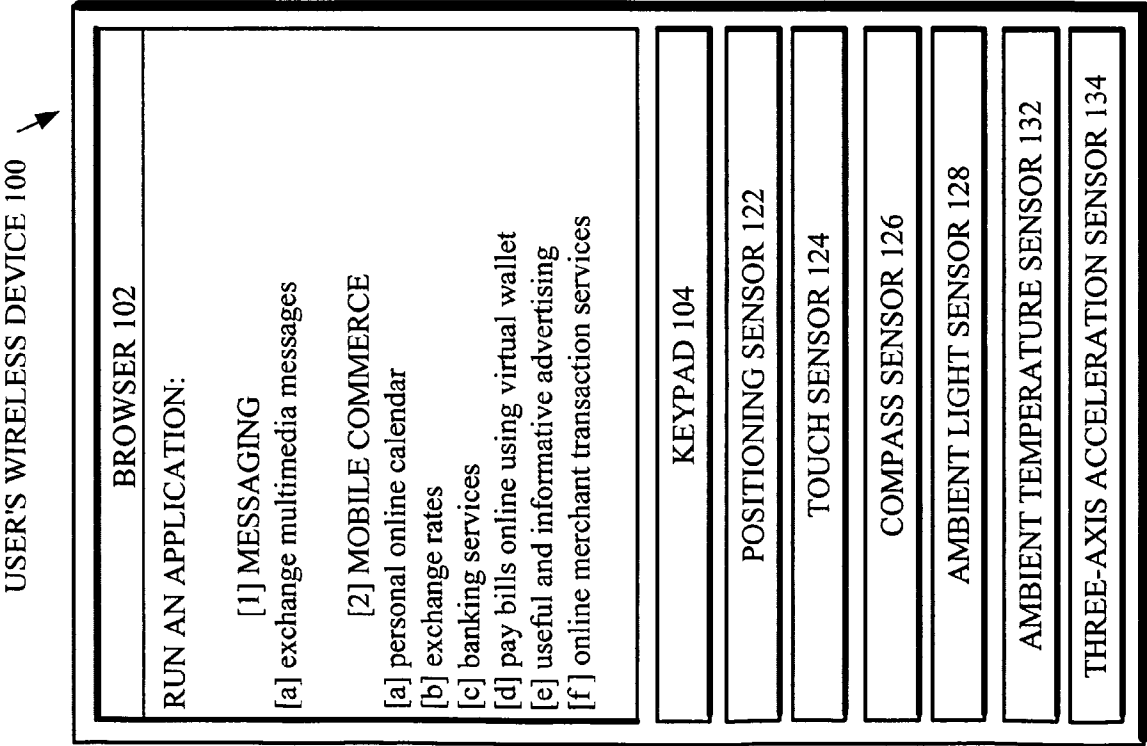 USER'S WIRELESS DEVICE 100
BROWSER 102
RUN AN APPLICATION:
[1] MESSAGING
[a] exchange multimedia messages
[2] MOBILE COMMERCE
[a] personal online calendar
[b] exchange rates
[c] banking services
[d] pay bills online using virtual wallet
[e] useful and informative advertising
[f] online merchant transaction services
KEYPAD 104
POSITIONING SENSOR 122
TOUCH SENSOR 124
COMPASS SENSOR 126
AMBIENT LIGHT SENSOR 128
AMBIENT TEMPERATURE SENSOR 132
THREE-AXIS ACCELERATION SENSOR 134